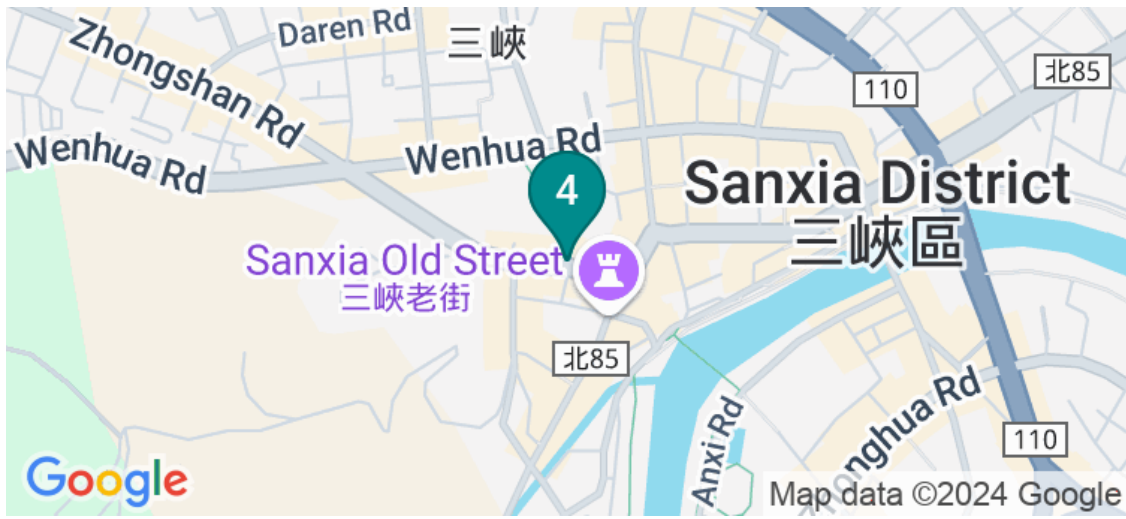 Daren Rd
三峽
Zhongshan Rd
110
北85
Wenhua Rd
Wenhua Rd
4
Sanxia District
三峽區
Sanxia Old Street
三峽老街
北85
Zhonghua Rd
Anxi Rd
110
Google
Map data ©2024 Google